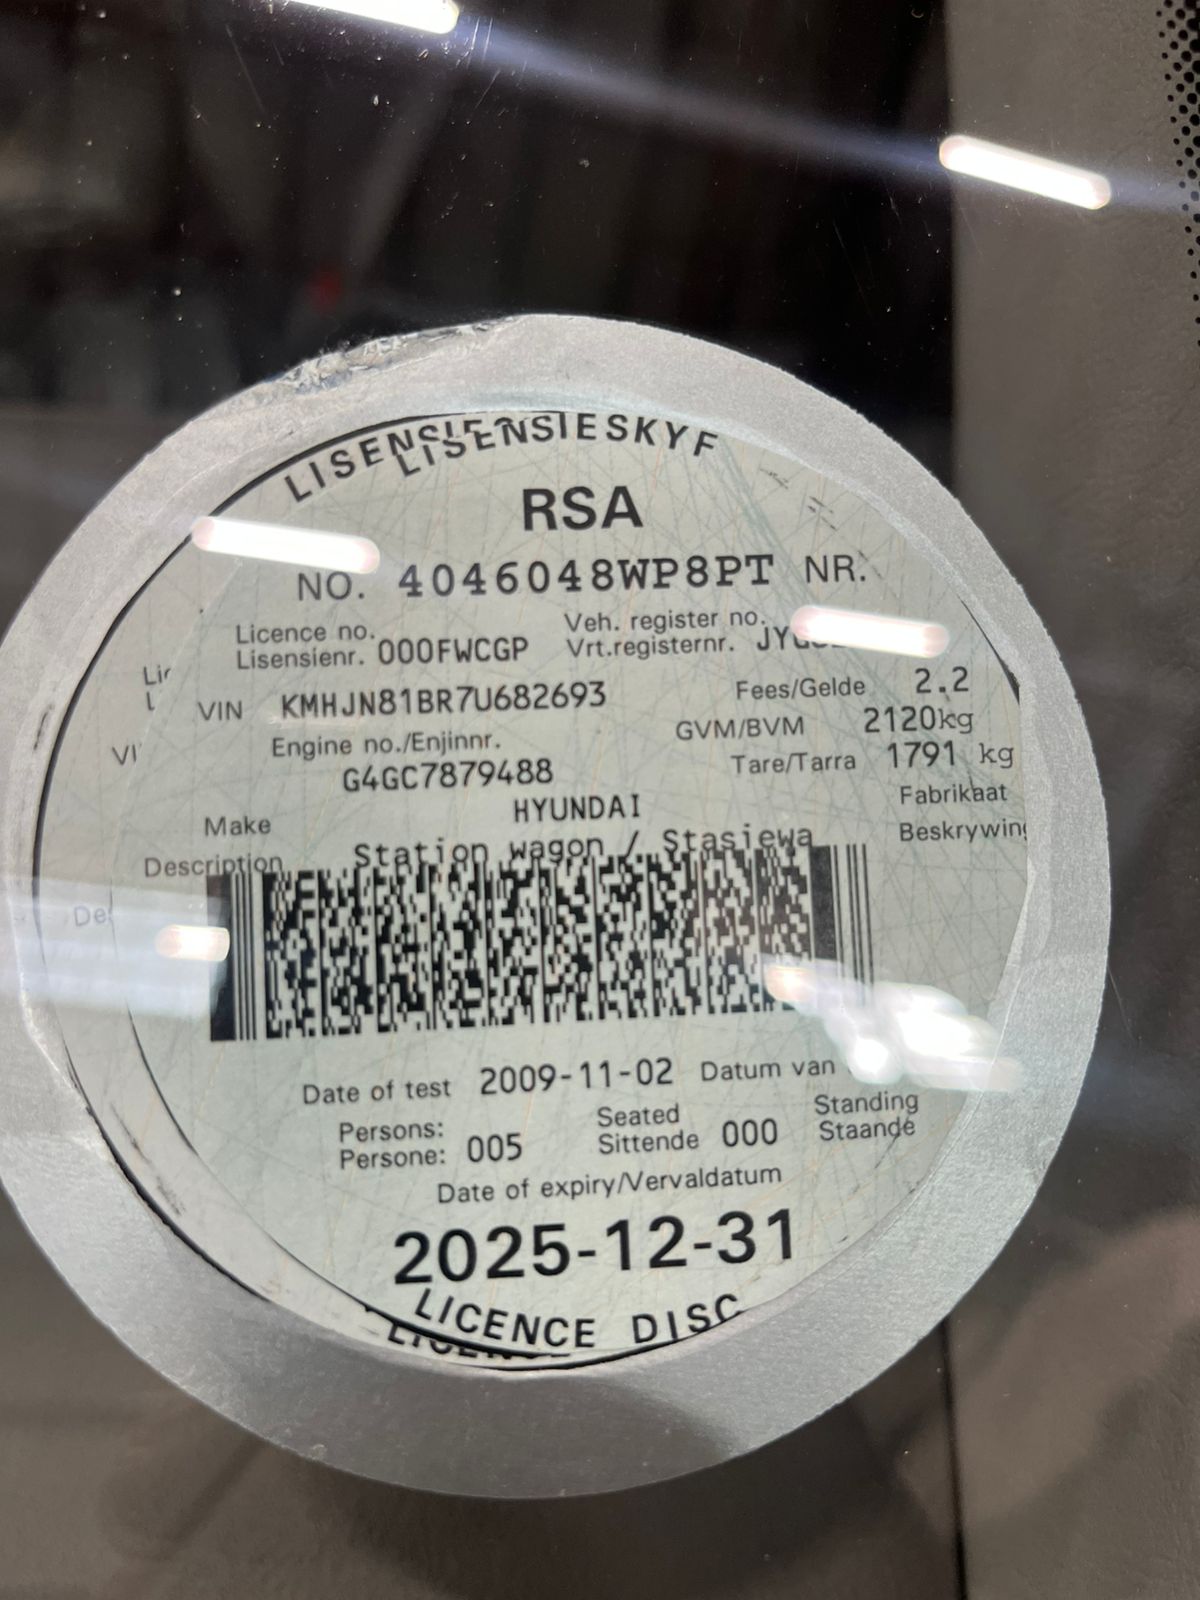 LISENSIESKYF
RSA
NO. 4046048WP8PT NR.
Licence no. Veh. register no.
Lisensienr. 000FWCGP Vrt.registernr.
VIN KMHJN81BR7U682693 Fees/Gelde 2.2
Engine no./Enjinnr. GVM/BVM 2120kg
G4GC7879488 Tare/Tarra 1791 kg
Make HYUNDAI Fabrikaat
Description Station wagon / Stasiewa Beskrywing
Date of test 2009-11-02 Datum van
Persons: Seated Standing
Persone: 005 Sittende 000 Staande
Date of expiry/Vervaldatum
2025-12-31
LICENCE DISC